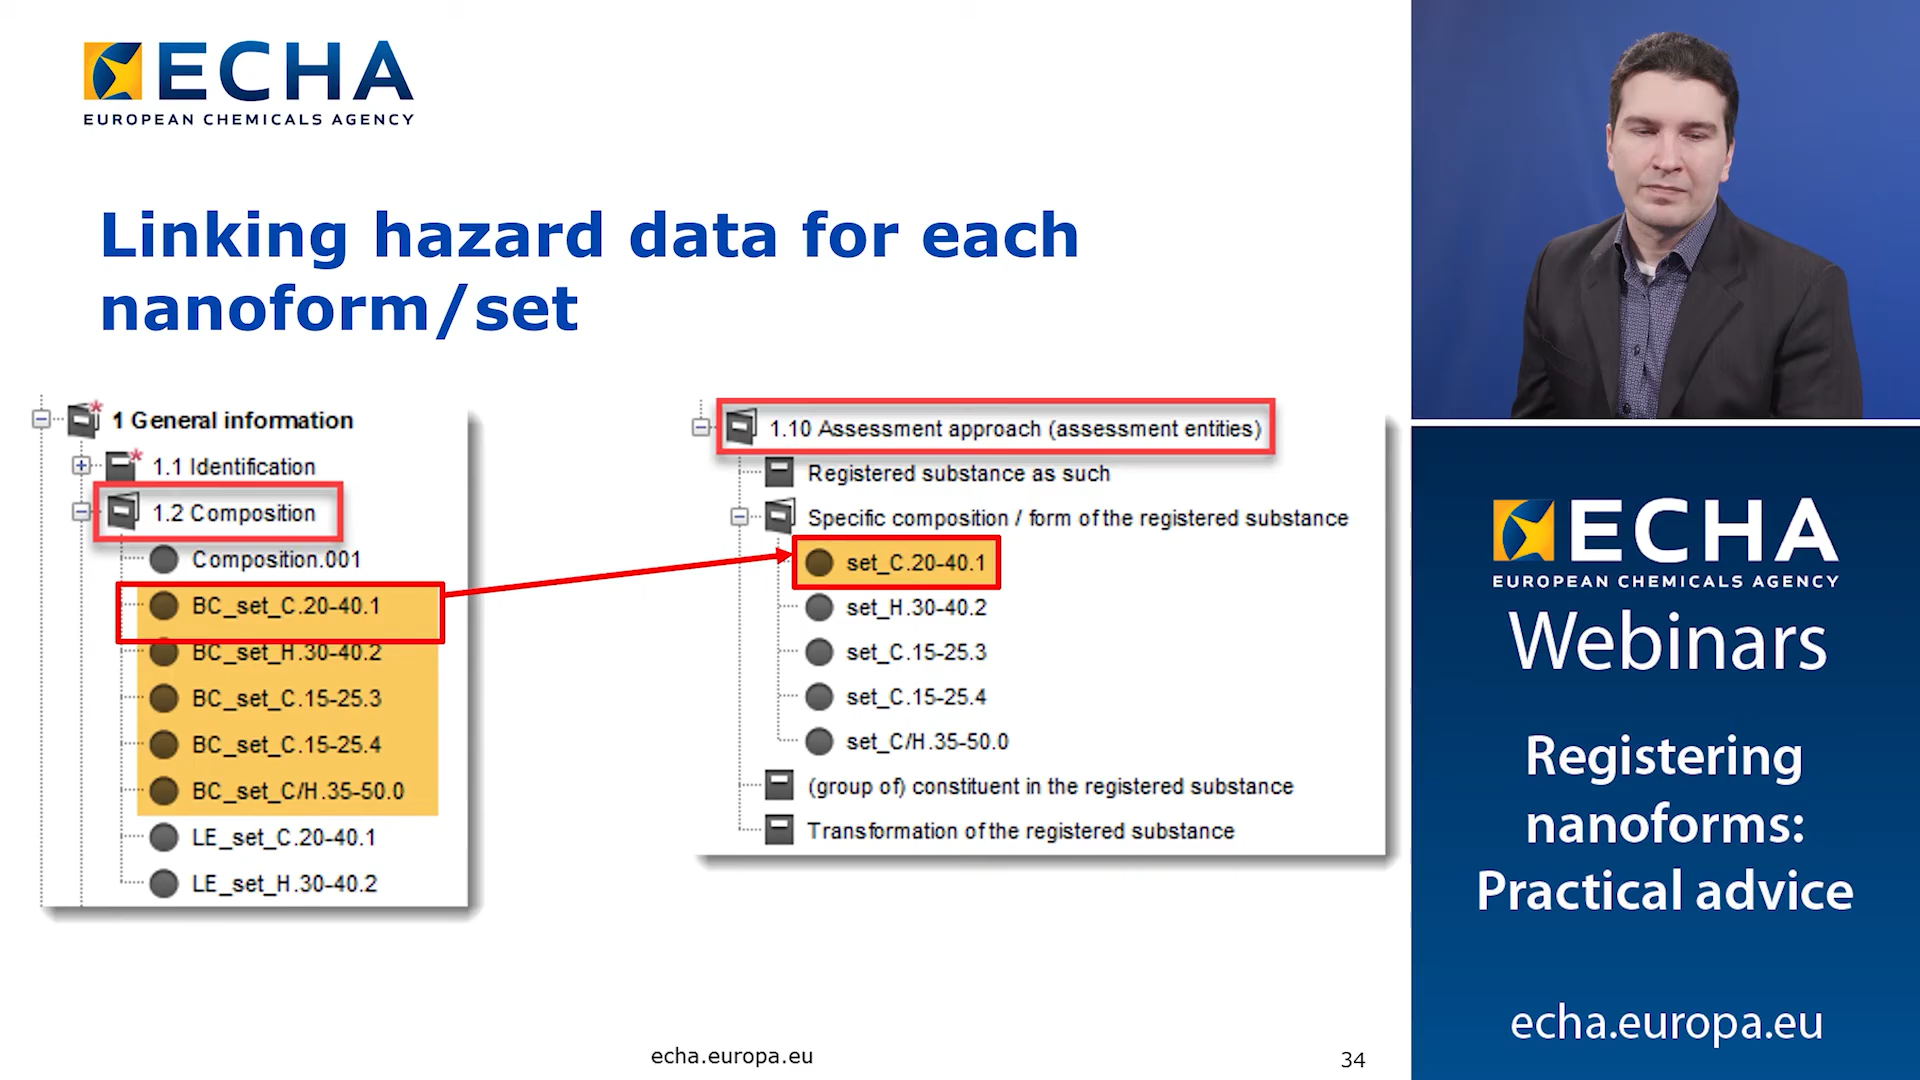 ECHA
EUROPEAN CHEMICALS AGENCY
Linking hazard data for each
nanoform/set
1 General information
1.1 Identification
1.2 Composition
Composition.001
BC_set_C.20-40.1
BC_set_H.30-40.2
BC_set_C.15-25.3
BC_set_C.15-25.4
BC_set_C/H.35-50.0
LE_set_C.20-40.1
LE_set_H.30-40.2
1.10 Assessment approach (assessment entities)
Registered substance as such
Specific composition / form of the registered substance
set_C.20-40.1
set_H.30-40.2
set_C.15-25.3
set_C.15-25.4
set_C/H.35-50.0
(group of) constituent in the registered substance
Transformation of the registered substance
echa.europa.eu
34
ECHA
EUROPEAN CHEMICALS AGENCY
Webinars
Registering
nanoforms:
Practical advice
echa.europa.eu